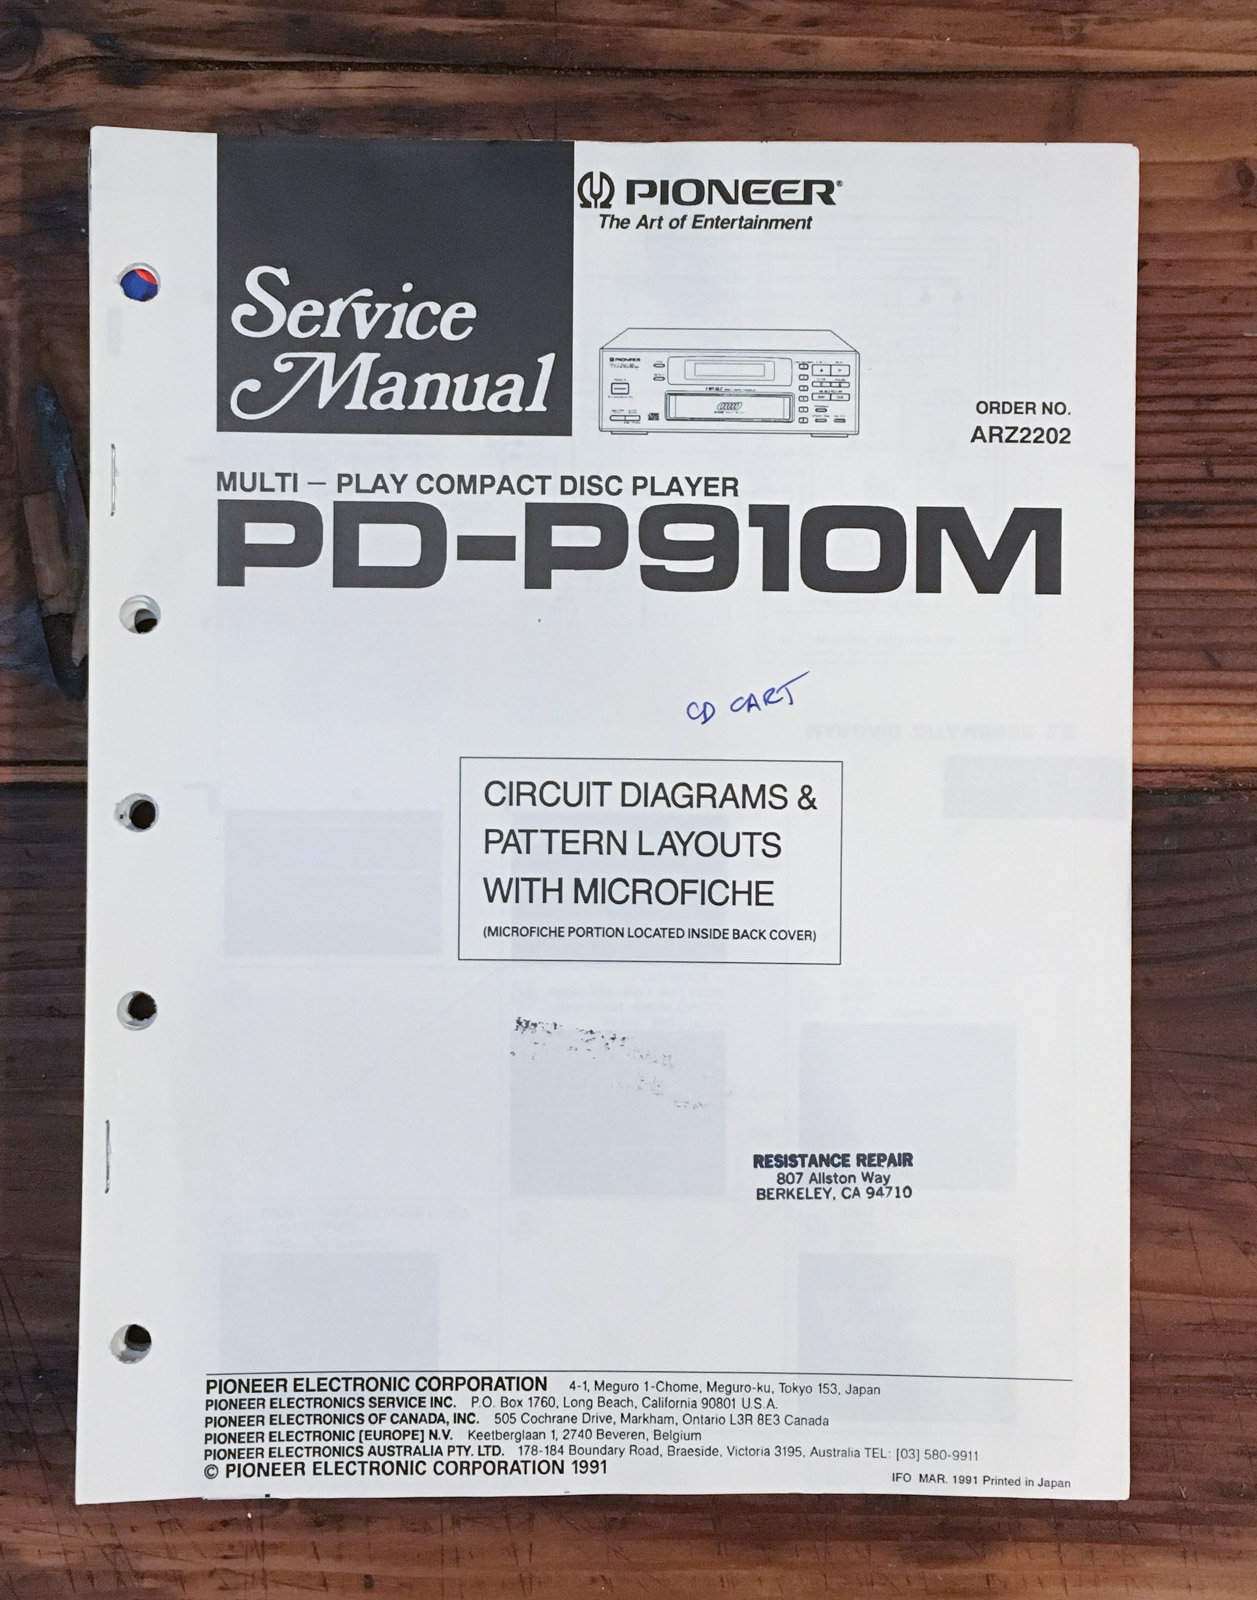 PIONEER®
The Art of Entertainment
Service
Manual
PIONEER
ORDER NO.
ARZ2202
MULTI – PLAY COMPACT DISC PLAYER
PD-P910M
CD CART
CIRCUIT DIAGRAMS &
PATTERN LAYOUTS
WITH MICROFICHE
(MICROFICHE PORTION LOCATED INSIDE BACK COVER)
RESISTANCE REPAIR
807 Allston Way
BERKELEY, CA 94710
PIONEER ELECTRONIC CORPORATION 4-1, Meguro 1-Chome, Meguro-ku, Tokyo 153, Japan
PIONEER ELECTRONICS SERVICE INC. P.O. Box 1760, Long Beach, California 90801 U.S.A.
PIONEER ELECTRONICS OF CANADA, INC. 505 Cochrane Drive, Markham, Ontario L3R 8E3 Canada
PIONEER ELECTRONIC [EUROPE] N.V. Keetberglaan 1, 2740 Beveren, Belgium
PIONEER ELECTRONICS AUSTRALIA PTY. LTD. 178-184 Boundary Road, Braeside, Victoria 3195, Australia TEL: [03] 580-9911
© PIONEER ELECTRONIC CORPORATION 1991
IFO MAR. 1991 Printed in Japan